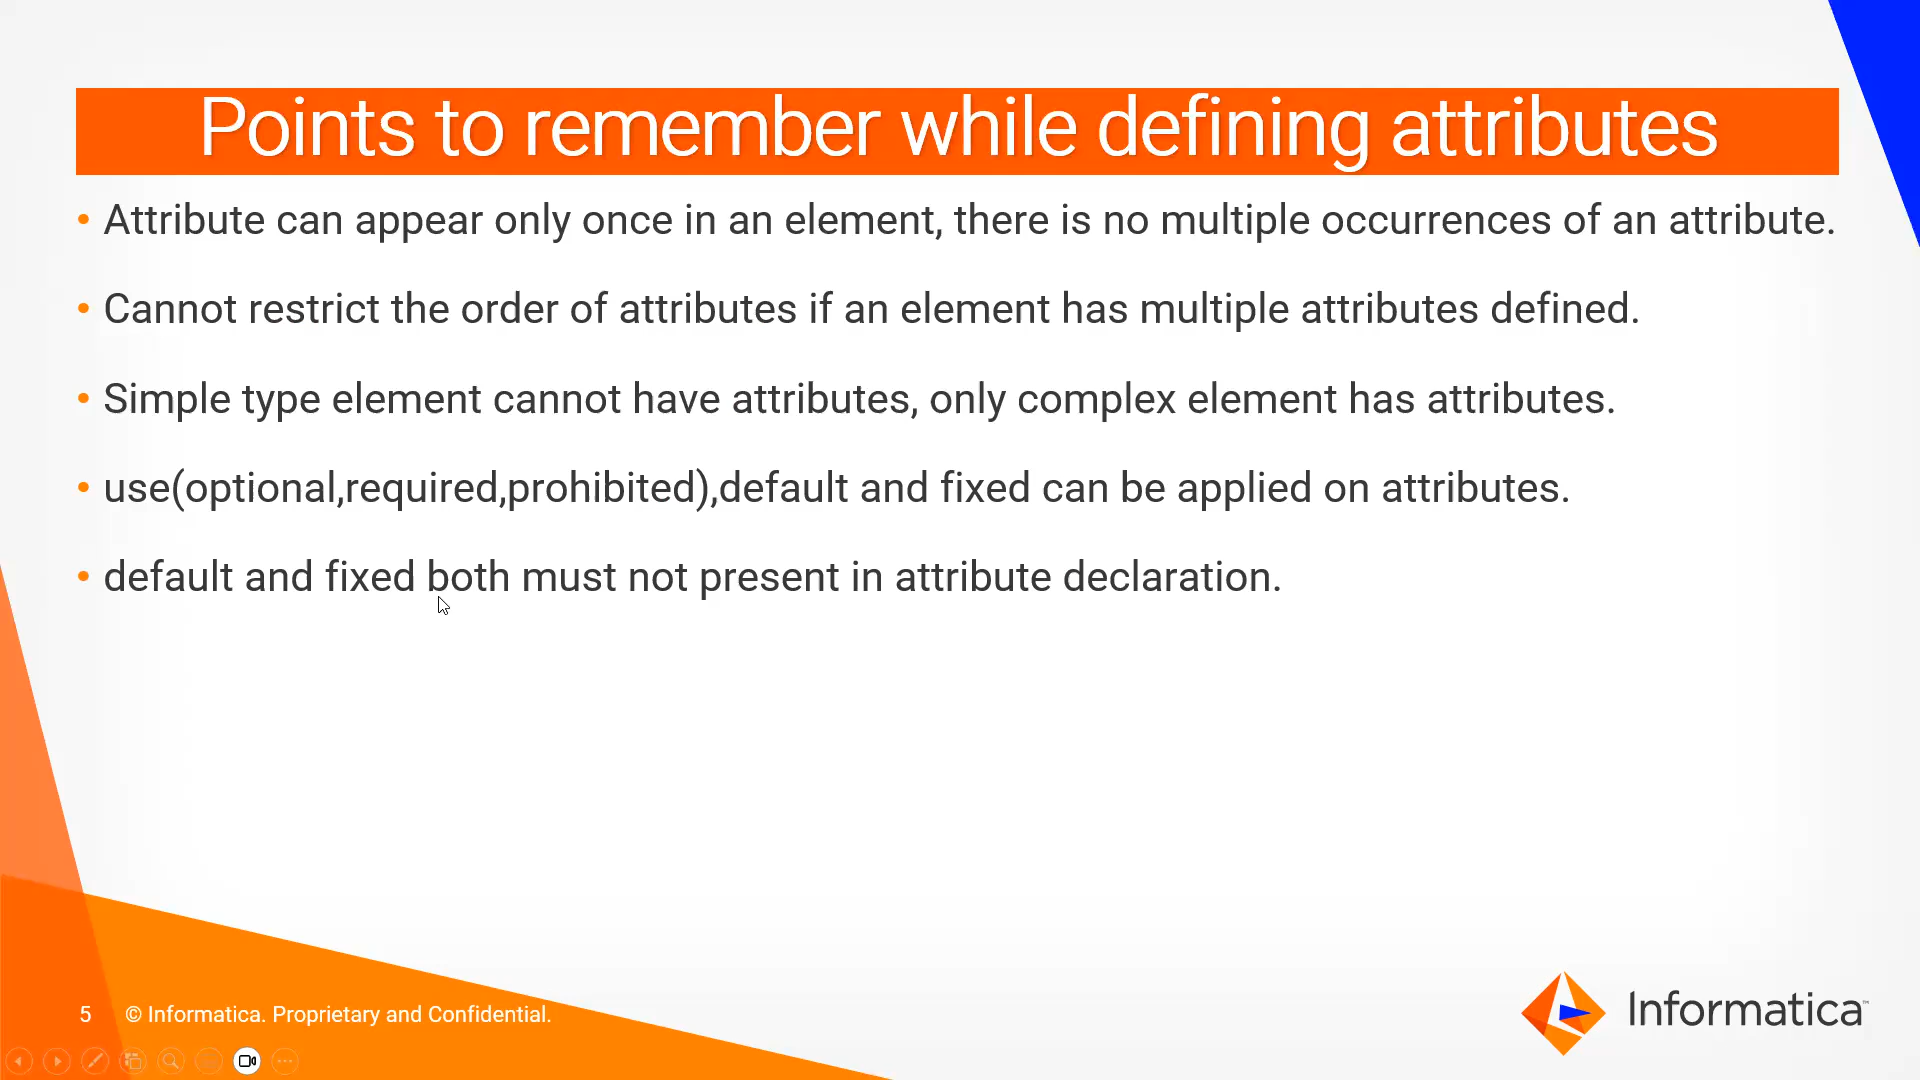 Points to remember while defining attributes
• Attribute can appear only once in an element, there is no multiple occurrences of an attribute.
• Cannot restrict the order of attributes if an element has multiple attributes defined.
• Simple type element cannot have attributes, only complex element has attributes.
• use(optional,required,prohibited),default and fixed can be applied on attributes.
• default and fixed both must not present in attribute declaration.
5 © Informatica. Proprietary and Confidential.
Informatica™